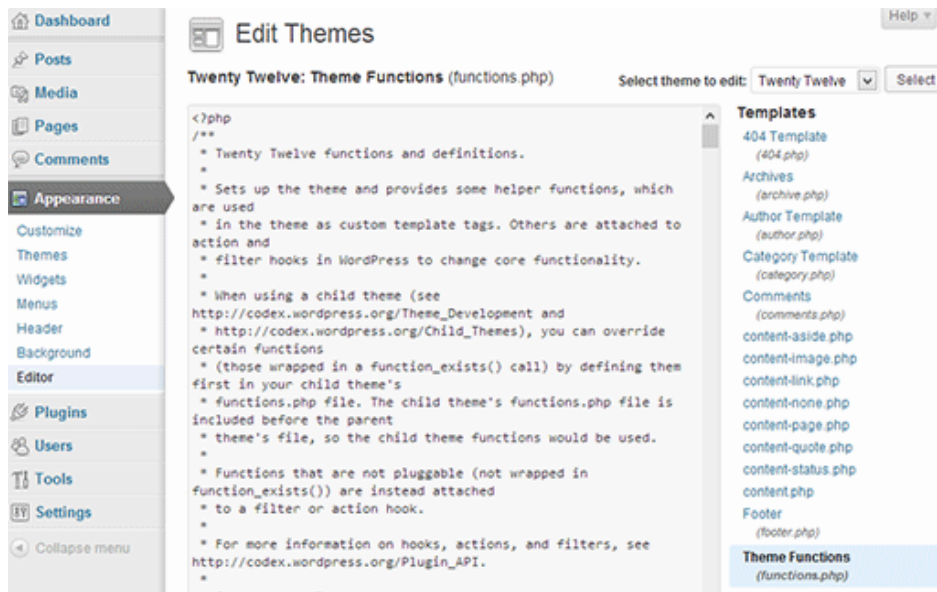 Dashboard
Posts
Media
Pages
Comments
Appearance
Customize
Themes
Widgets
Menus
Header
Background
Editor
Plugins
Users
Tools
Settings
Collapse menu
Help
Edit Themes
Twenty Twelve: Theme Functions (functions.php)
Select theme to edit: Twenty Twelve Select
<?php
/**
* Twenty Twelve functions and definitions.
*
* Sets up the theme and provides some helper functions, which
are used
* in the theme as custom template tags. Others are attached to
action and
* filter hooks in WordPress to change core functionality.
*
* When using a child theme (see
http://codex.wordpress.org/Theme_Development and
* http://codex.wordpress.org/Child_Themes), you can override
certain functions
* (those wrapped in a function_exists() call) by defining them
first in your child theme's
* functions.php file. The child theme's functions.php file is
included before the parent
* theme's file, so the child theme functions would be used.
*
* Functions that are not pluggable (not wrapped in
function_exists()) are instead attached
* to a filter or action hook.
*
* For more information on hooks, actions, and filters, see
http://codex.wordpress.org/Plugin_API.
*
Templates
404 Template
(404.php)
Archives
(archive.php)
Author Template
(author.php)
Category Template
(category.php)
Comments
(comments.php)
content-aside.php
content-image.php
content-link.php
content-none.php
content-page.php
content-quote.php
content-status.php
content.php
Footer
(footer.php)
Theme Functions
(functions.php)